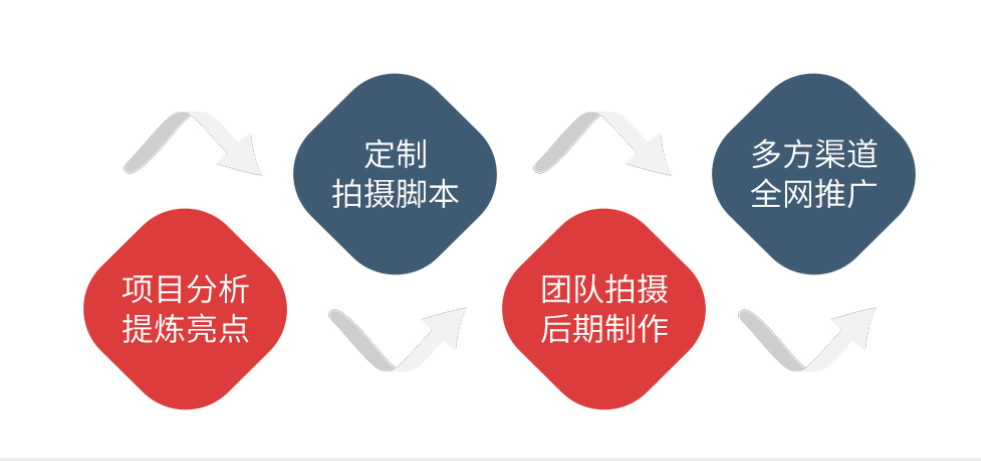 项目分析
提炼亮点
定制
拍摄脚本
团队拍摄
后期制作
多方渠道
全网推广